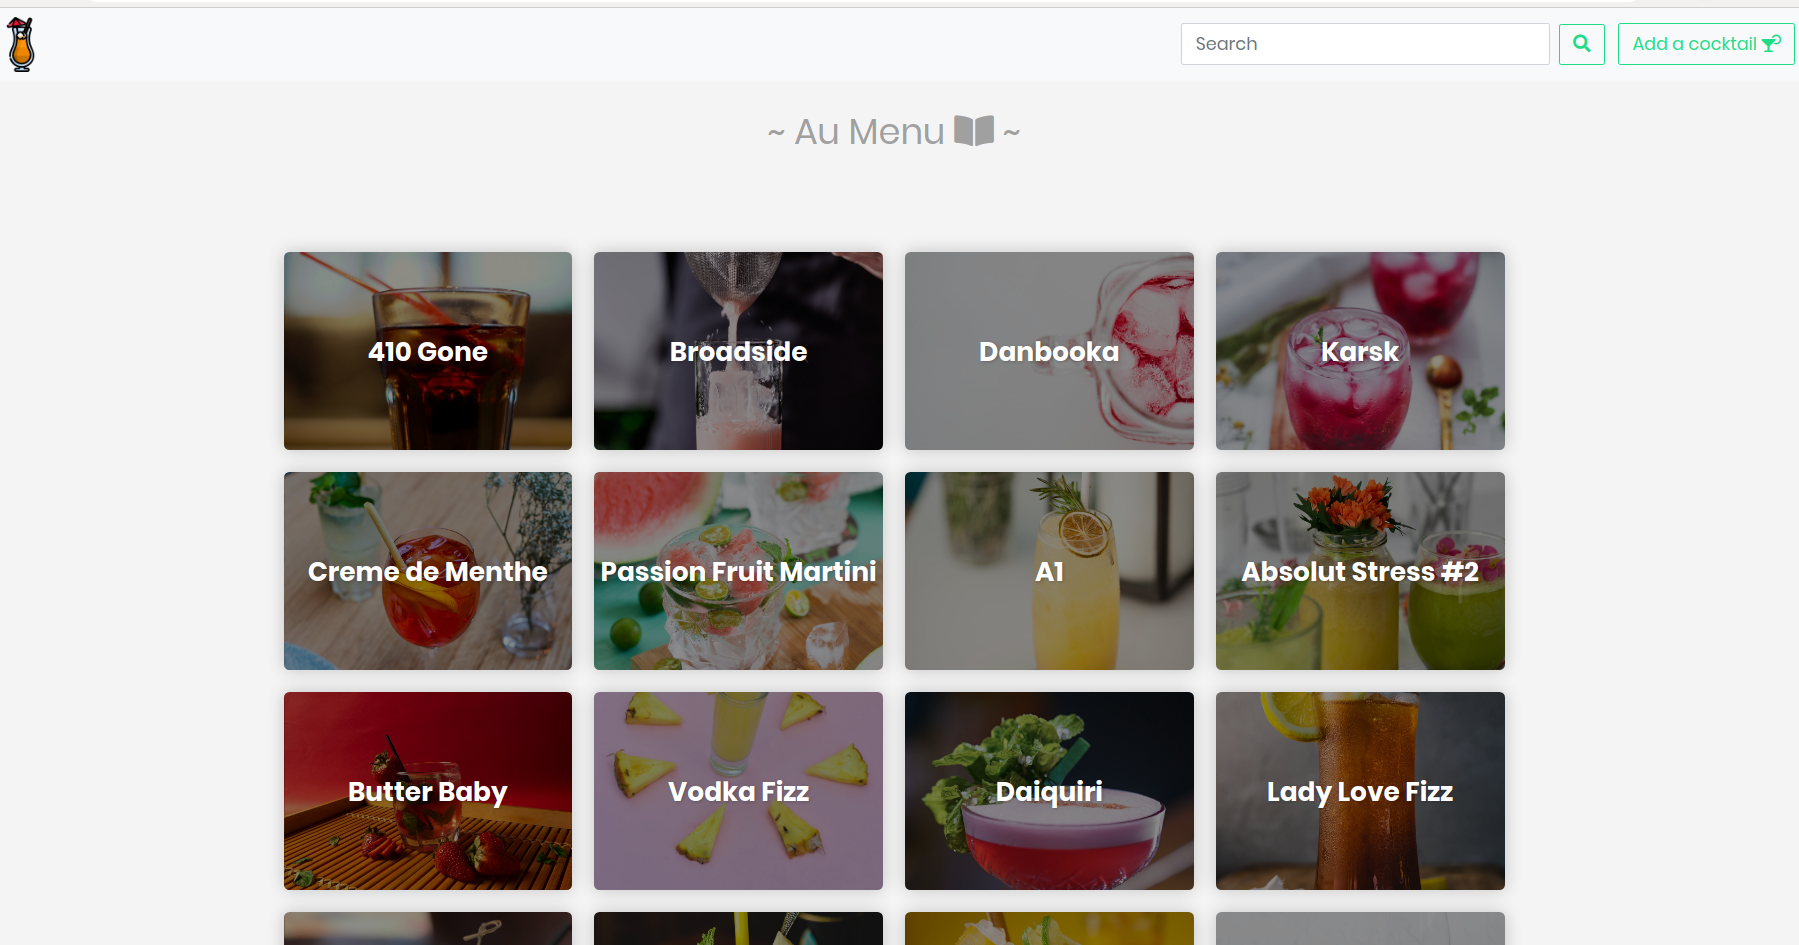 Search
Add a cocktail
~ Au Menu ~
410 Gone
Broadside
Danbooka
Karsk
Creme de Menthe
Passion Fruit Martini
A1
Absolut Stress #2
Butter Baby
Vodka Fizz
Daiquiri
Lady Love Fizz